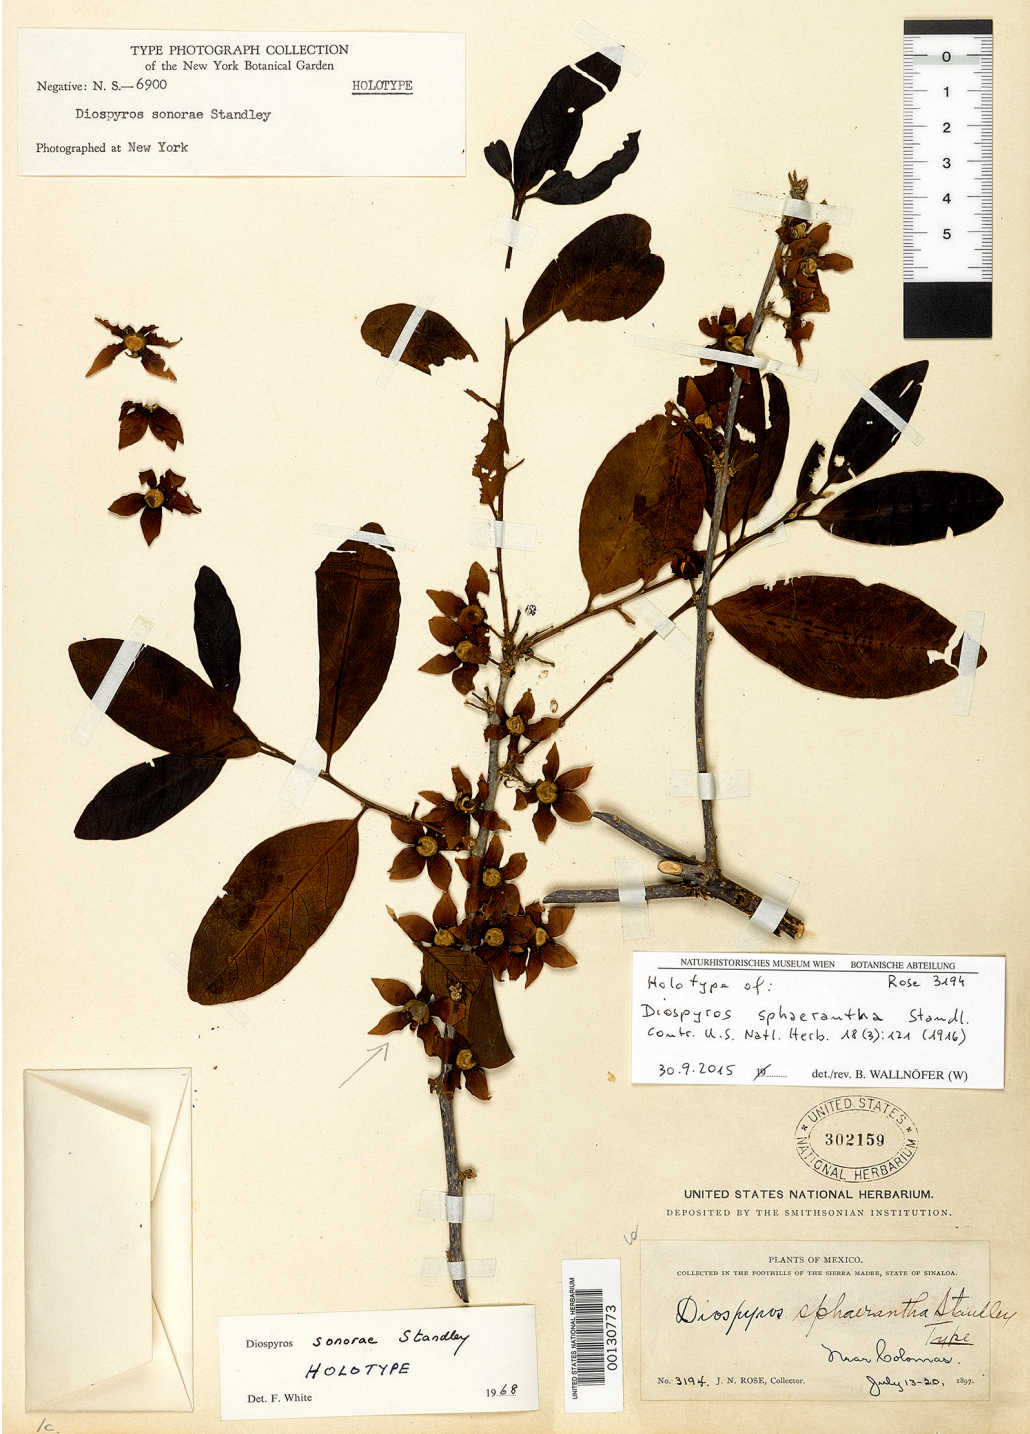 TYPE PHOTOGRAPH COLLECTION
of the New York Botanical Garden
Negative: N. S.—6900 HOLOTYPE
Diospyros sonorae Standley
Photographed at New York
0
1
2
3
4
5
NATURHISTORISCHES MUSEUM WIEN BOTANISCHE ABTEILUNG
Holotype of: Rose 3194
Diospyros sphaerantha Standl.
Contr. U.S. Natl. Herb. 18(3):121 (1916)
30.9.2015 19......... det./rev. B. WALLNÖFER (W)
UNITED STATES
302159
NATIONAL HERBARIUM
UNITED STATES NATIONAL HERBARIUM.
DEPOSITED BY THE SMITHSONIAN INSTITUTION.
PLANTS OF MEXICO.
COLLECTED IN THE FOOTHILLS OF THE SIERRA MADRE, STATE OF SINALOA.
Diospyros sphaerantha Standley
Type
Near Colomas.
No. 3194. J. N. ROSE, Collector. July 13-20, 1897.
UNITED STATES NATIONAL HERBARIUM
00130773
Diospyros sonorae Standley
HOLOTYPE
Det. F. White 1968